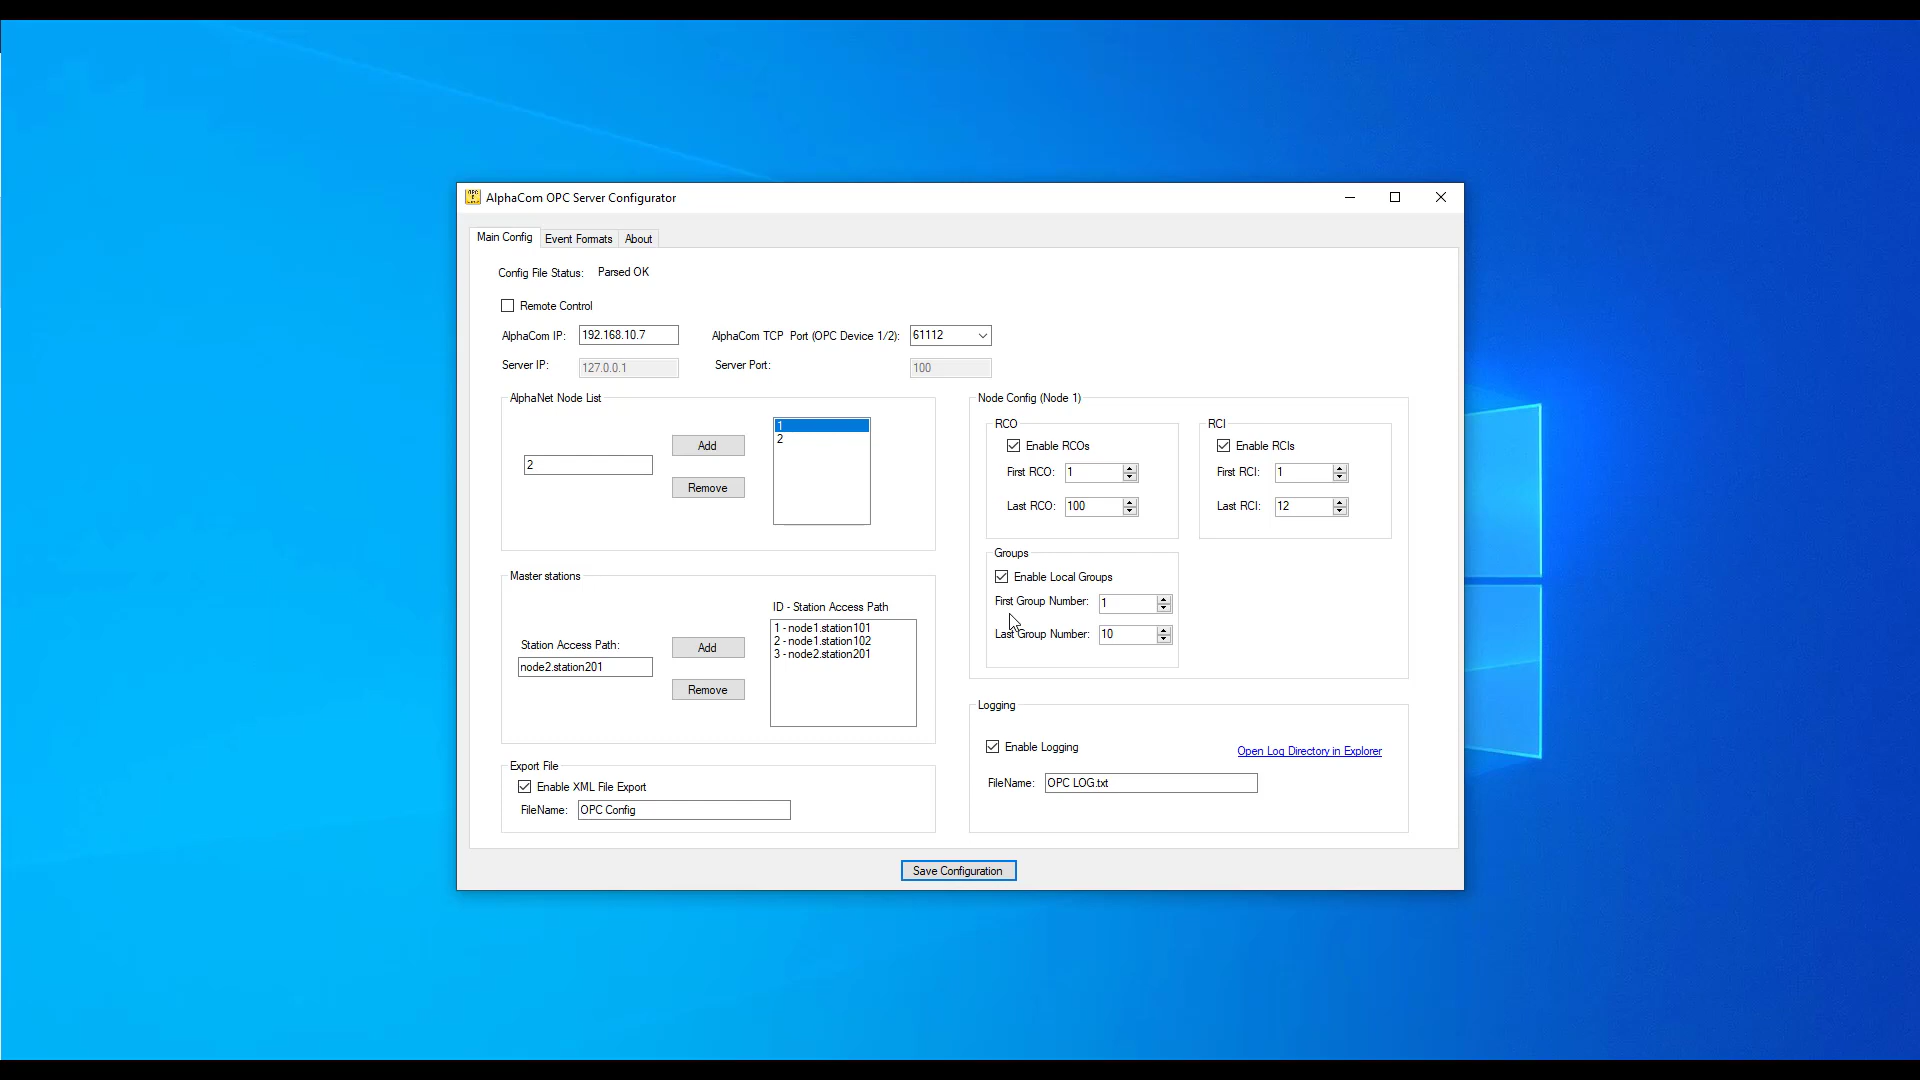 AlphaCom OPC Server Configurator
Main Config
Event Formats
About
Config File Status: Parsed OK
Remote Control
AlphaCom IP: 192.168.10.7
AlphaCom TCP Port (OPC Device 1/2): 61112
Server IP: 127.0.0.1
Server Port: 100
AlphaNet Node List
2
Add
Remove
1
2
Node Config (Node 1)
RCO
Enable RCOs
First RCO: 1
Last RCO: 100
RCI
Enable RCIs
First RCI: 1
Last RCI: 12
Groups
Enable Local Groups
First Group Number: 1
Last Group Number: 10
Master stations
Station Access Path:
node2.station201
Add
Remove
ID - Station Access Path
1 - node1.station101
2 - node1.station102
3 - node2.station201
Export File
Enable XML File Export
FileName: OPC Config
Logging
Enable Logging
Open Log Directory in Explorer
FileName: OPC LOG.txt
Save Configuration